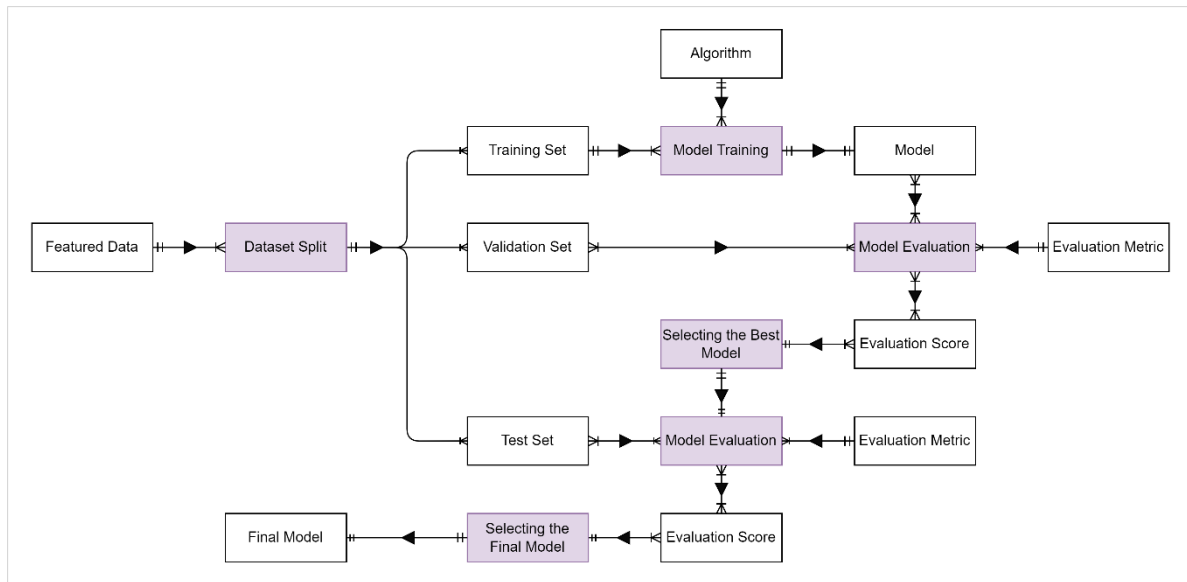 Algorithm
Training Set
Model Training
Model
Featured Data
Dataset Split
Validation Set
Model Evaluation
Evaluation Metric
Selecting the Best
Model
Evaluation Score
Test Set
Model Evaluation
Evaluation Metric
Final Model
Selecting the
Final Model
Evaluation Score